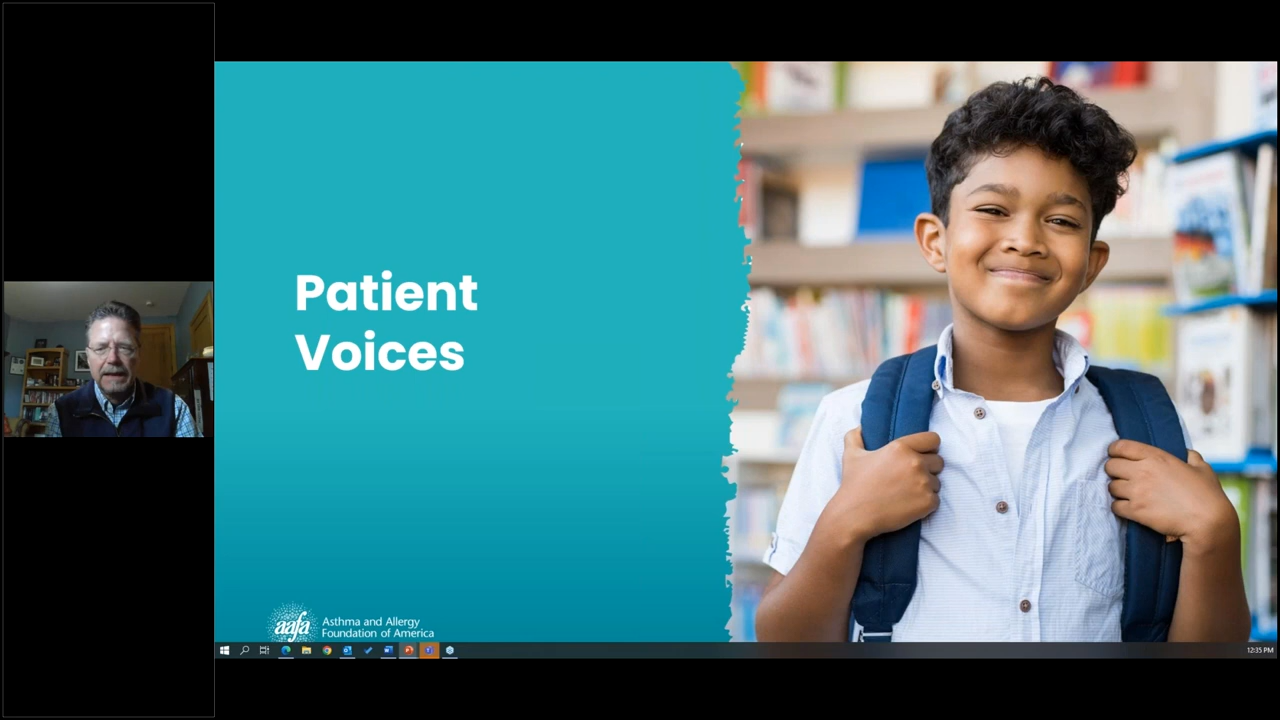 Patient
Voices
aafa
Asthma and Allergy
Foundation of America
12:35 PM